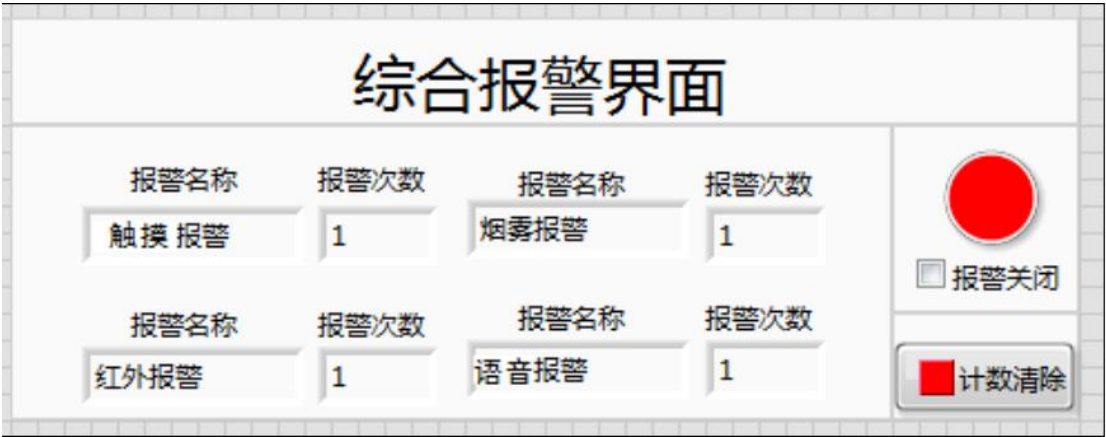 综合报警界面
报警名称 报警次数 报警名称 报警次数
触摸 报警 1 烟雾报警 1
报警关闭
报警名称 报警次数 报警名称 报警次数
红外报警 1 语音报警 1
计数清除